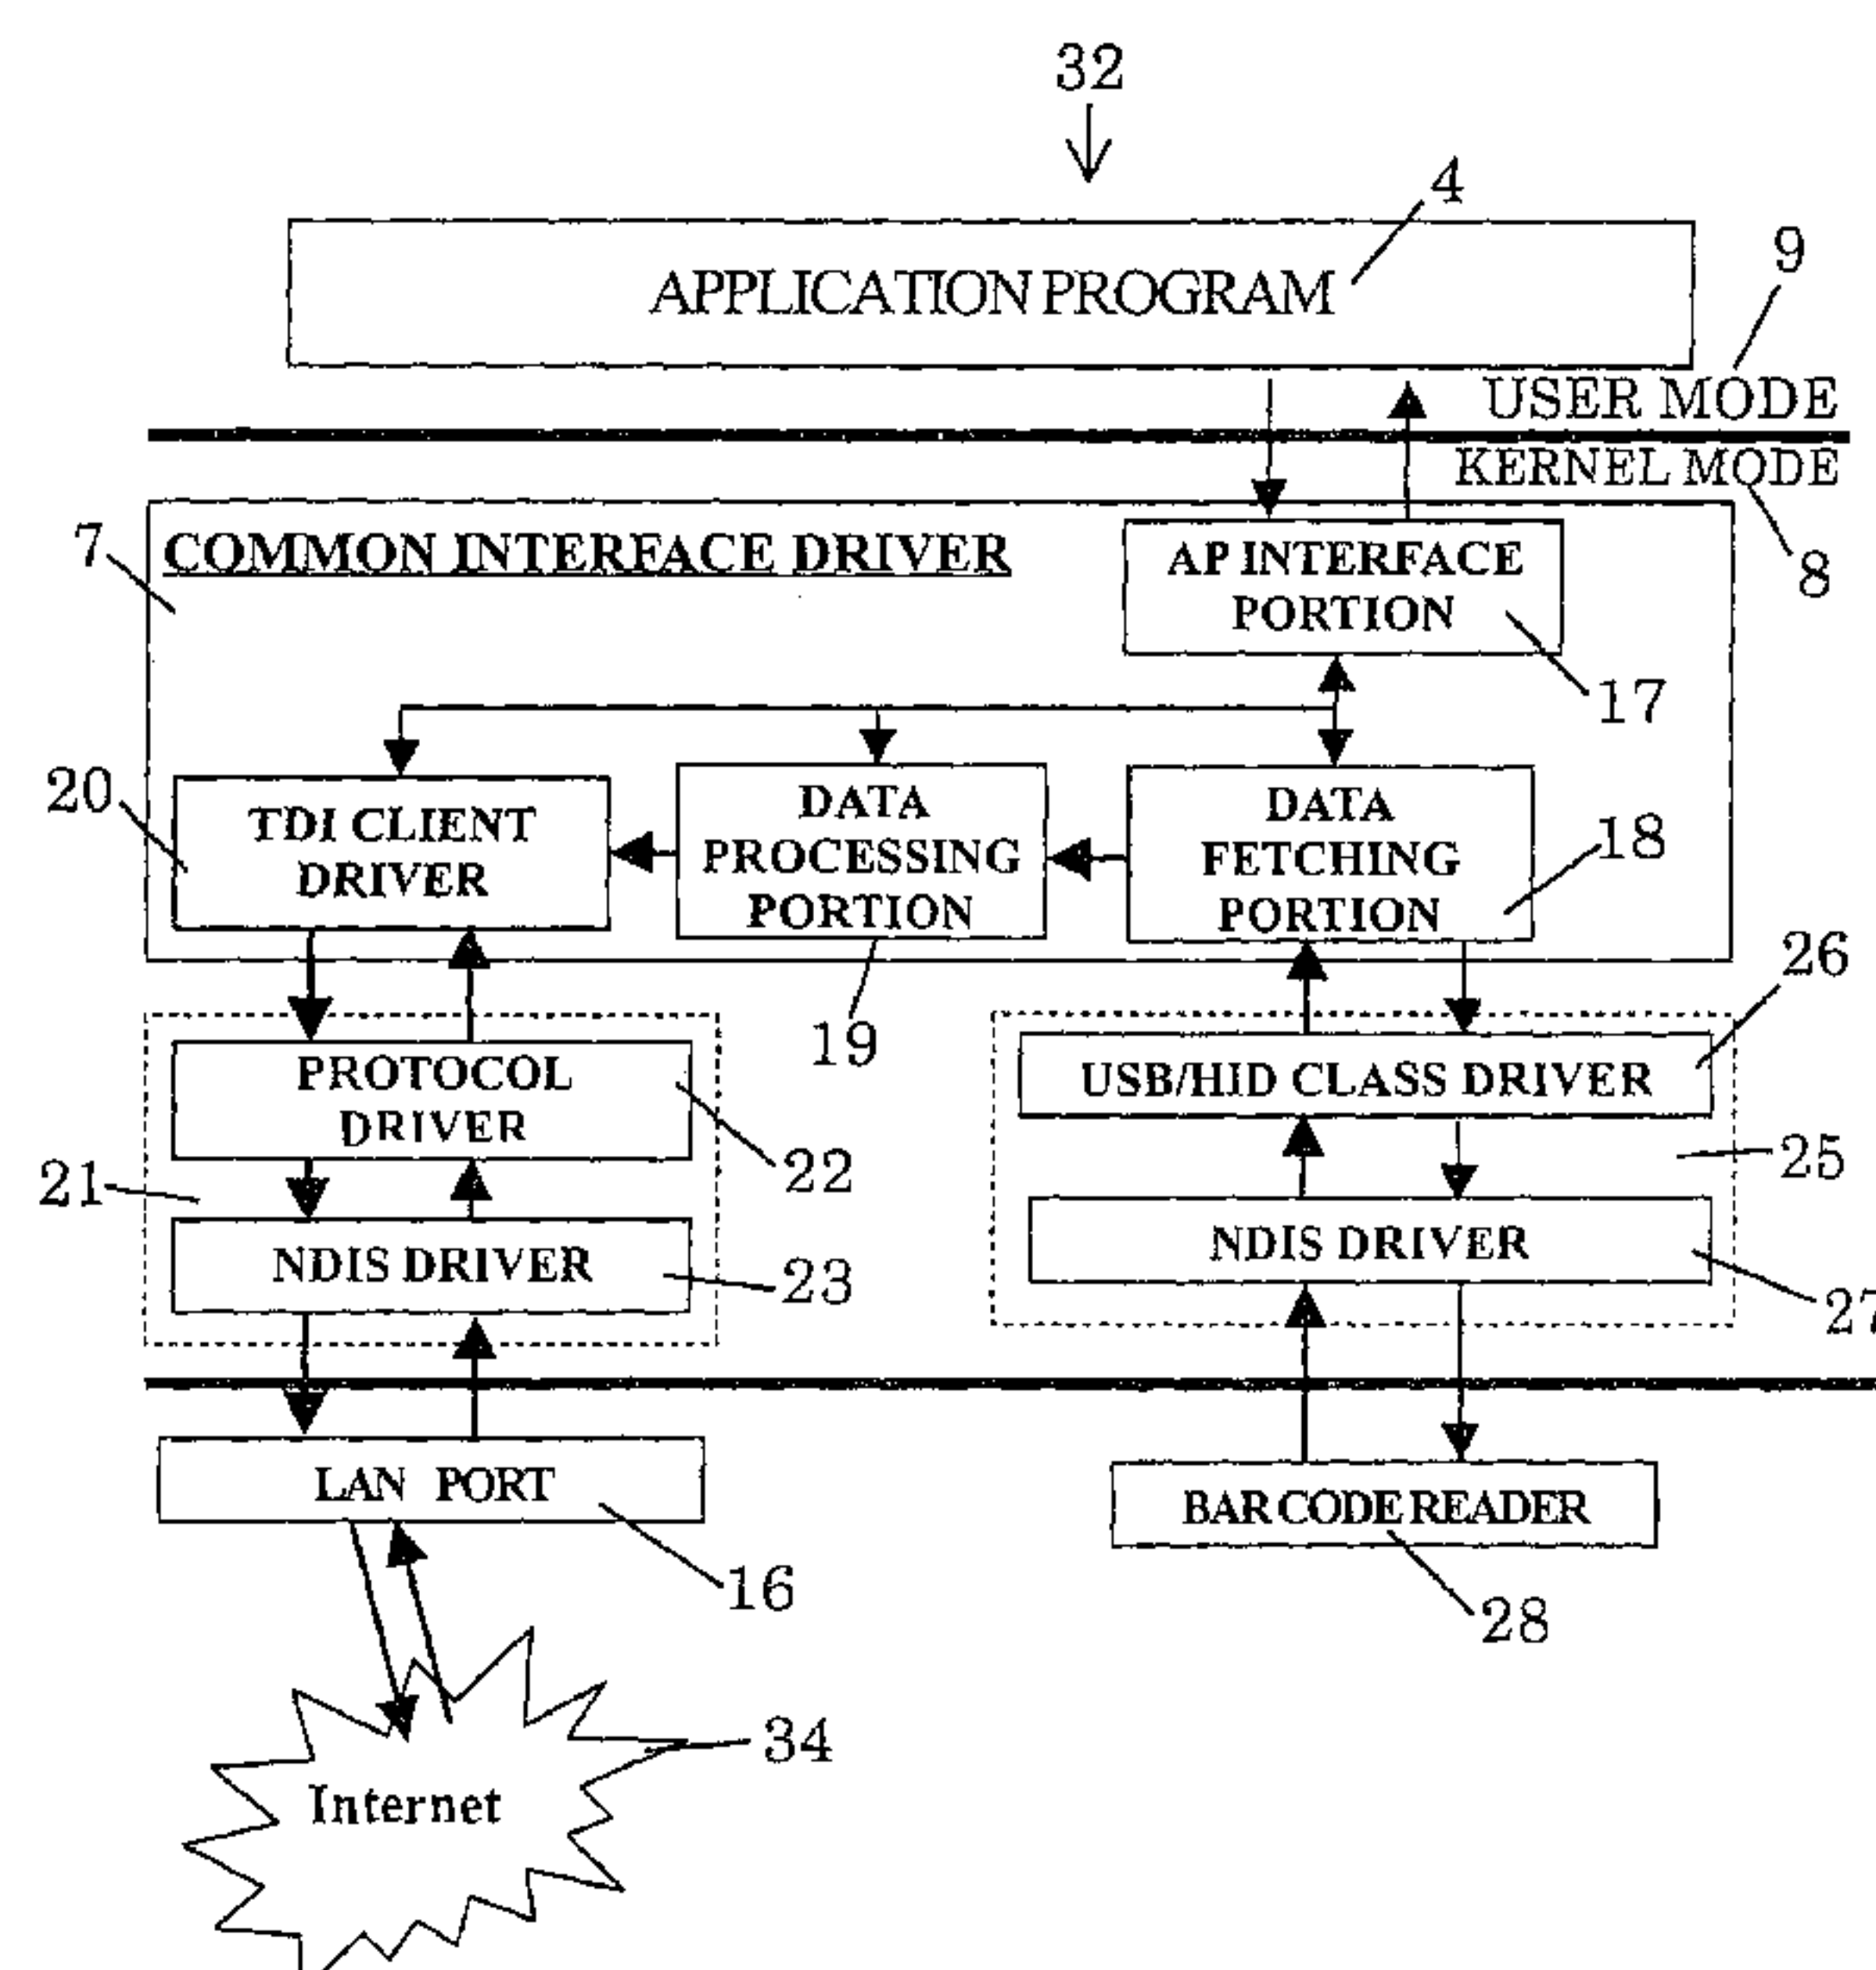 32
4
APPLICATION PROGRAM
9
USER MODE
KERNEL MODE
8
7
COMMON INTERFACE DRIVER
AP INTERFACE
PORTION
17
20
TDI CLIENT
DRIVER
DATA
PROCESSING
PORTION
19
DATA
FETCHING
PORTION
18
26
PROTOCOL
DRIVER
22
USB/HID CLASS DRIVER
25
21
NDIS DRIVER
23
NDIS DRIVER
27
LAN PORT
16
BAR CODE READER
28
Internet
34